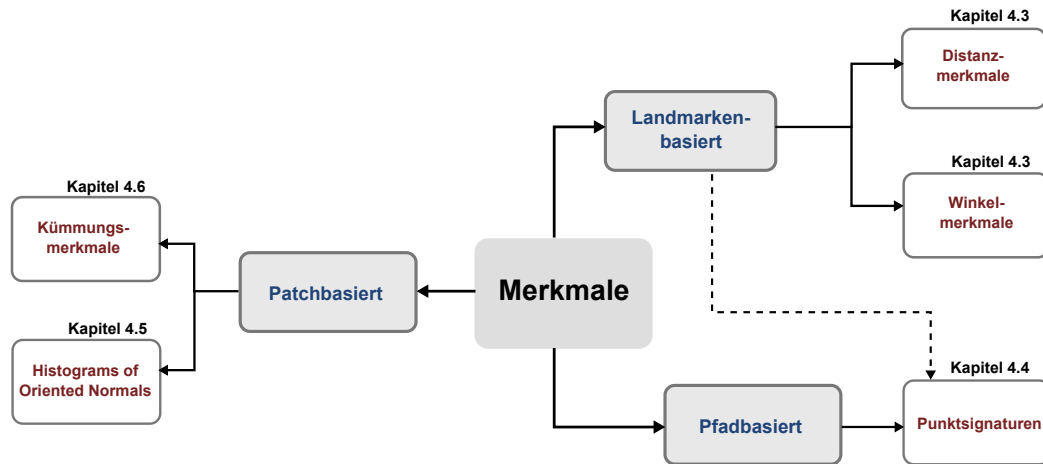 Kapitel 4.3
Distanz-
merkmale
Landmarken-
basiert
Kapitel 4.3
Winkel-
merkmale
Kapitel 4.6
Kümmungs-
merkmale
Patchbasiert
Merkmale
Kapitel 4.5
Histograms of
Oriented Normals
Kapitel 4.4
Pfadbasiert
Punktsignaturen